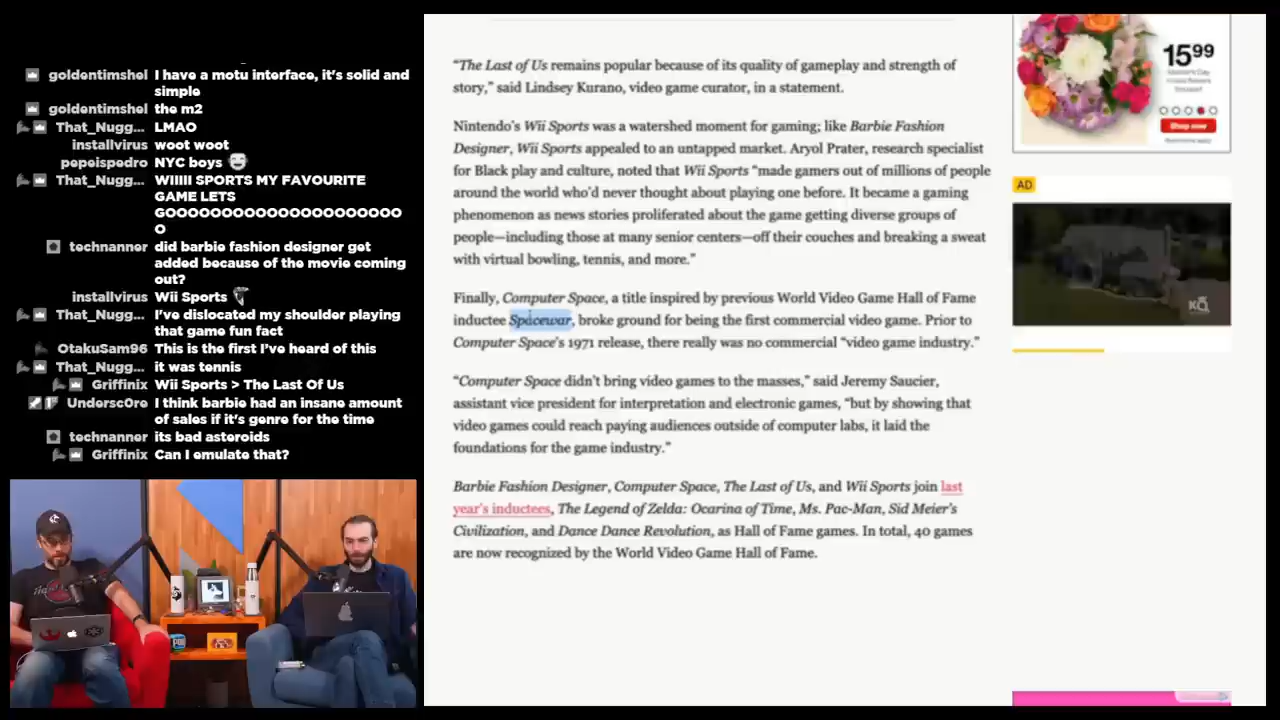 goldentimshel I have a motu interface, it's solid and
simple
goldentimshel the m2
That_Nugg... LMAO
installvirus woot woot
pepeispedro NYC boys
That_Nugg... WIIIII SPORTS MY FAVOURITE
GAME LETS
GOOOOOOOOOOOOOOOOOOOOO
O
technanner did barbie fashion designer get
added because of the movie coming
out?
installvirus Wii Sports
That_Nugg... I've dislocated my shoulder playing
that game fun fact
OtakuSam96 This is the first I've heard of this
That_Nugg... it was tennis
Griffinix Wii Sports > The Last Of Us
Undersc0re I think barbie had an insane amount
of sales if it's genre for the time
technanner its bad asteroids
Griffinix Can I emulate that?
“The Last of Us remains popular because of its quality of gameplay and strength of
story,” said Lindsey Kurano, video game curator, in a statement.
Nintendo's Wii Sports was a watershed moment for gaming; like Barbie Fashion
Designer, Wii Sports appealed to an untapped market. Aryol Prater, research specialist
for Black play and culture, noted that Wii Sports “made gamers out of millions of people
around the world who'd never thought about playing one before. It became a gaming
phenomenon as news stories proliferated about the game getting diverse groups of
people—including those at many senior centers—off their couches and breaking a sweat
with virtual bowling, tennis, and more.”
Finally, Computer Space, a title inspired by previous World Video Game Hall of Fame
inductee Spacewar, broke ground for being the first commercial video game. Prior to
Computer Space's 1971 release, there really was no commercial “video game industry.”
“Computer Space didn't bring video games to the masses,” said Jeremy Saucier,
assistant vice president for interpretation and electronic games, “but by showing that
video games could reach paying audiences outside of computer labs, it laid the
foundations for the game industry.”
Barbie Fashion Designer, Computer Space, The Last of Us, and Wii Sports join last
year's inductees, The Legend of Zelda: Ocarina of Time, Ms. Pac-Man, Sid Meier's
Civilization, and Dance Dance Revolution, as Hall of Fame games. In total, 40 games
are now recognized by the World Video Game Hall of Fame.
1599
Shop now
AD